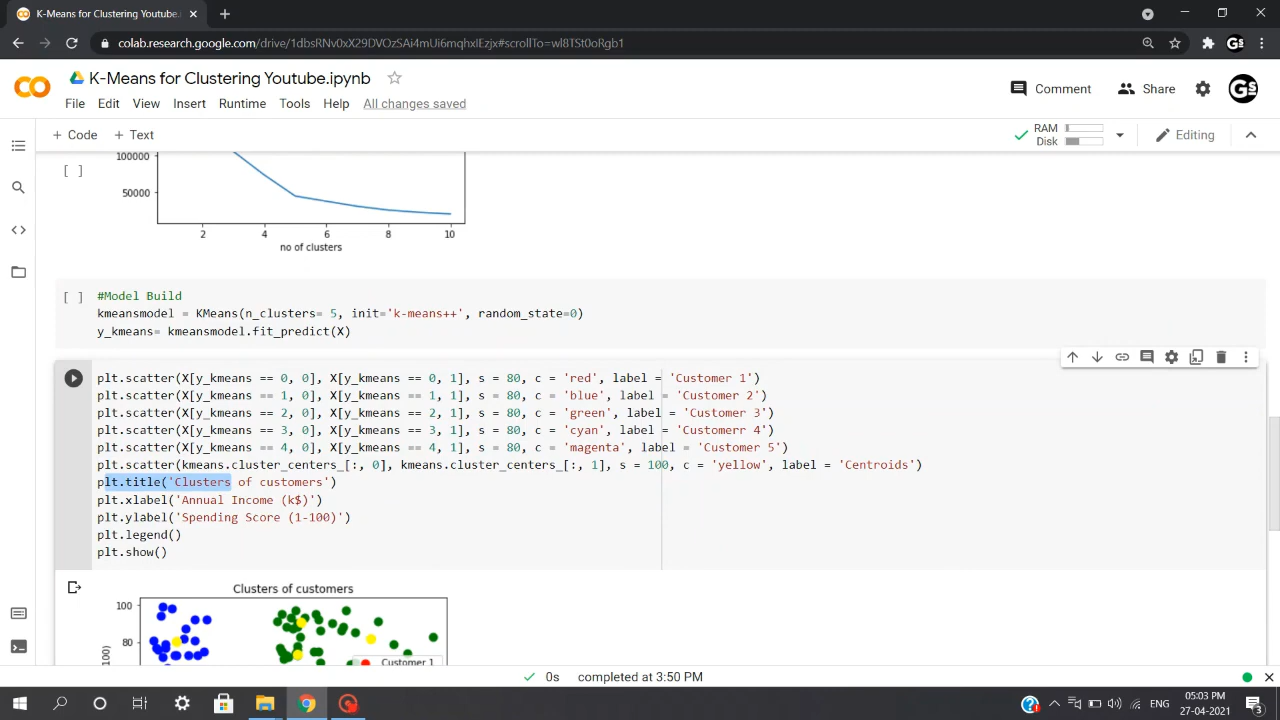 K-Means for Clustering Youtube.
colab.research.google.com/drive/1dbsRNv0xX29DVOzSAi4mUi6mqhxlEzjx#scrollTo=wl8TSt0oRgb1
K-Means for Clustering Youtube.ipynb
File Edit View Insert Runtime Tools Help All changes saved
Comment Share
+ Code + Text
RAM
Disk
Editing
[ ]
100000
50000
2 4 6 8 10
no of clusters
[ ] #Model Build
kmeansmodel = KMeans(n_clusters= 5, init='k-means++', random_state=0)
y_kmeans= kmeansmodel.fit_predict(X)
plt.scatter(X[y_kmeans == 0, 0], X[y_kmeans == 0, 1], s = 80, c = 'red', label = 'Customer 1')
plt.scatter(X[y_kmeans == 1, 0], X[y_kmeans == 1, 1], s = 80, c = 'blue', label = 'Customer 2')
plt.scatter(X[y_kmeans == 2, 0], X[y_kmeans == 2, 1], s = 80, c = 'green', label = 'Customer 3')
plt.scatter(X[y_kmeans == 3, 0], X[y_kmeans == 3, 1], s = 80, c = 'cyan', label = 'Customerr 4')
plt.scatter(X[y_kmeans == 4, 0], X[y_kmeans == 4, 1], s = 80, c = 'magenta', label = 'Customer 5')
plt.scatter(kmeans.cluster_centers_[:, 0], kmeans.cluster_centers_[:, 1], s = 100, c = 'yellow', label = 'Centroids')
plt.title('Clusters of customers')
plt.xlabel('Annual Income (k$)')
plt.ylabel('Spending Score (1-100)')
plt.legend()
plt.show()
Clusters of customers
100
80
100)
Customer 1
0s completed at 3:50 PM
ENG
05:03 PM
27-04-2021
3